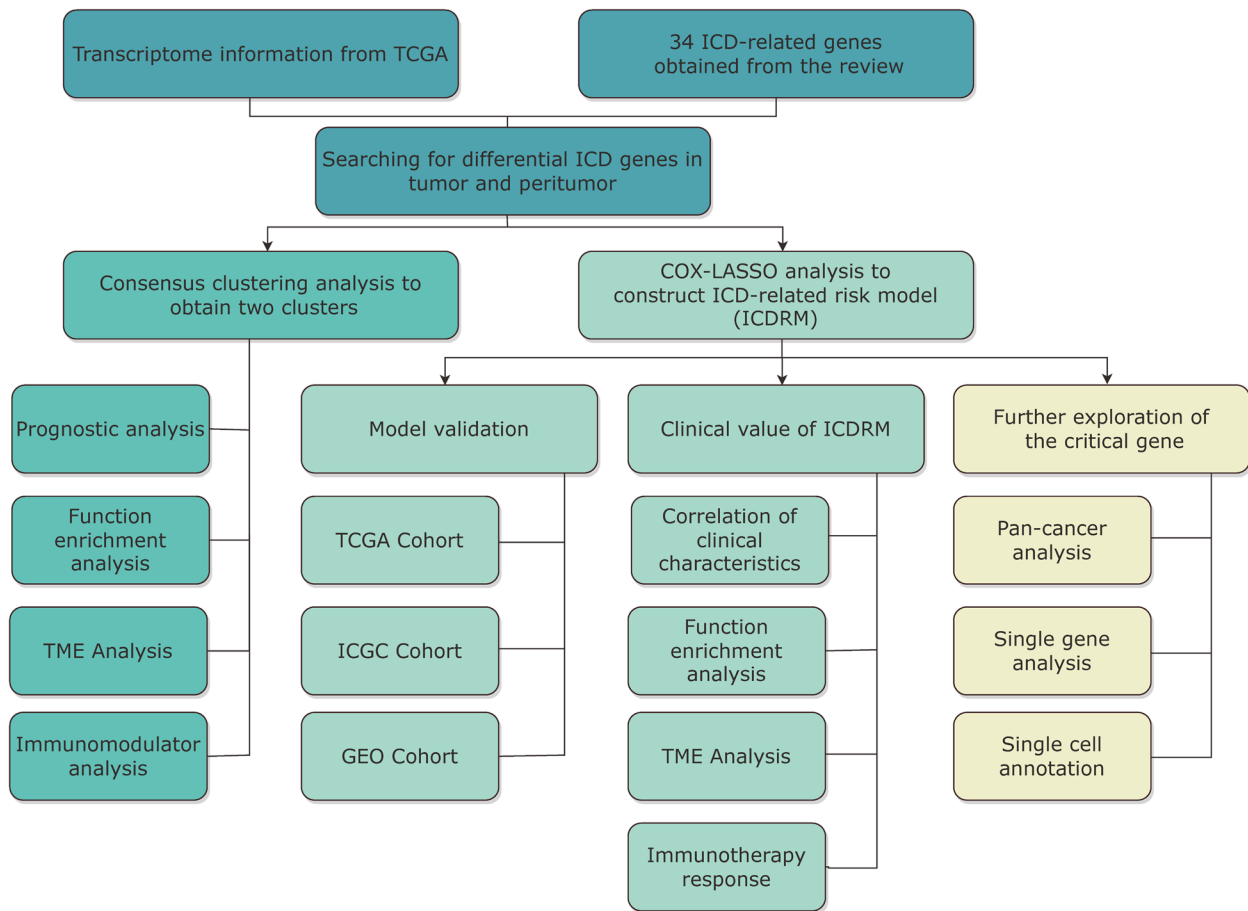 Transcriptome information from TCGA
34 ICD-related genes
obtained from the review
Searching for differential ICD genes in
tumor and peritumor
Consensus clustering analysis to
obtain two clusters
COX-LASSO analysis to
construct ICD-related risk model
(ICDRM)
Prognostic analysis
Function
enrichment
analysis
TME Analysis
Immunomodulator
analysis
Model validation
TCGA Cohort
ICGC Cohort
GEO Cohort
Clinical value of ICDRM
Correlation of
clinical
characteristics
Function
enrichment
analysis
TME Analysis
Immunotherapy
response
Further exploration of
the critical gene
Pan-cancer
analysis
Single gene
analysis
Single cell
annotation